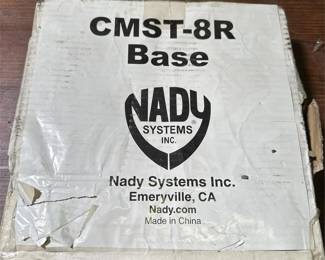 CMST-8R
Base
NADY
SYSTEMS
INC.
Nady Systems Inc.
Emeryville, CA
Nady.com
Made in China